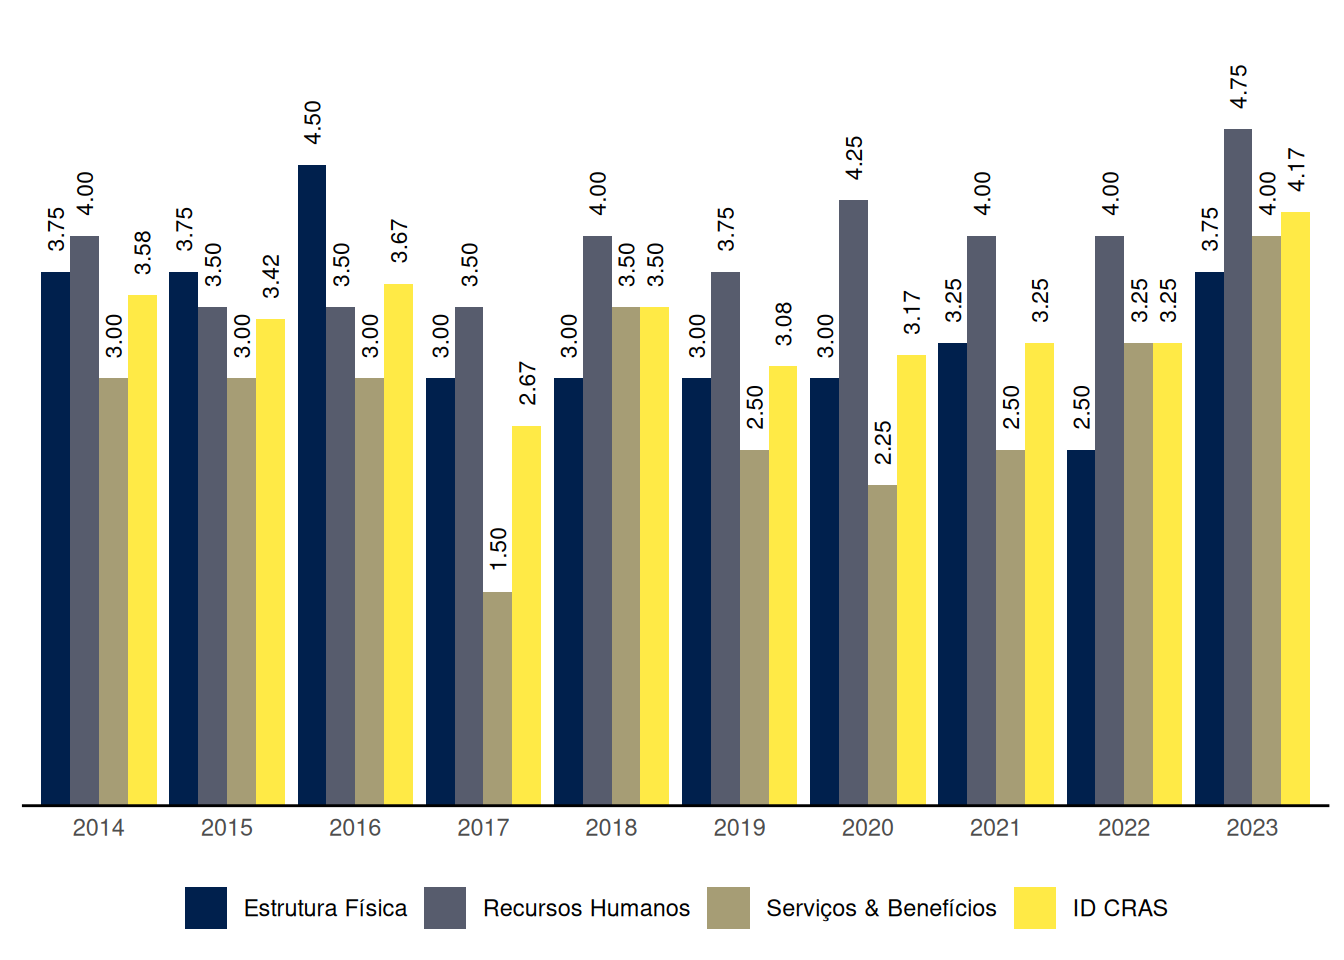 3.75 4.00 3.00 3.58
3.75 3.50 3.00 3.42
4.50 3.50 3.00 3.67
3.00 3.50 1.50 2.67
3.00 4.00 3.50 3.50
3.00 3.75 2.50 3.08
3.00 4.25 2.25 3.17
3.25 4.00 2.50 3.25
2.50 4.00 3.25 3.25
3.75 4.75 4.00 4.17
2014 2015 2016 2017 2018 2019 2020 2021 2022 2023
Estrutura Física Recursos Humanos Serviços & Benefícios ID CRAS